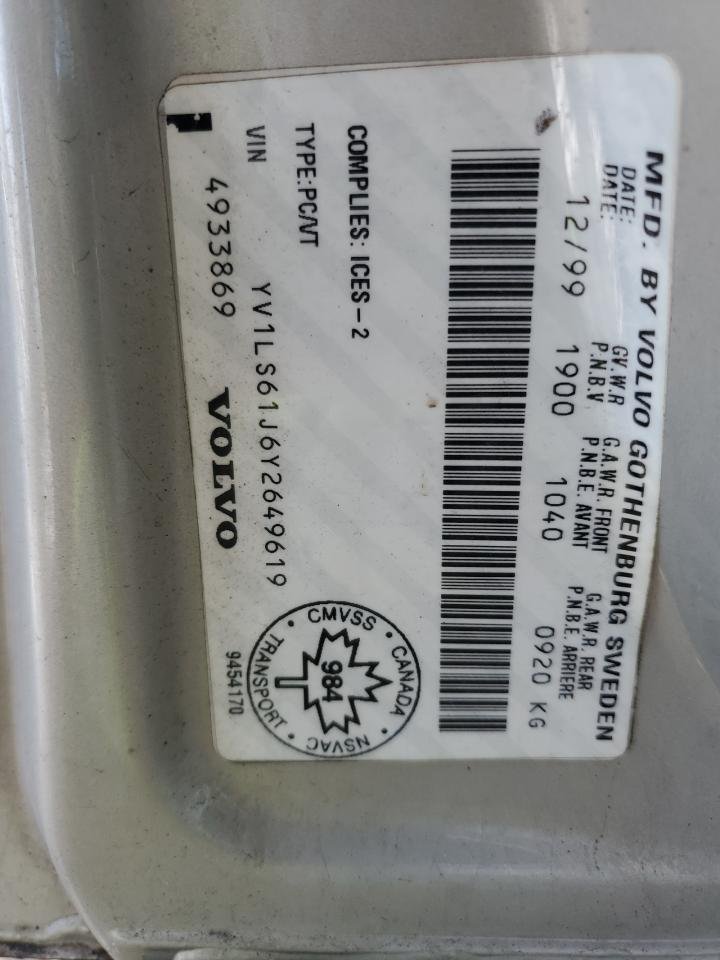 MFD. BY VOLVO GOTHENBURG SWEDEN
DATE: G.V.W.R G.A.W.R. FRONT G.A.W.R. REAR
DATE: P.N.B.V P.N.B.E. AVANT P.N.B.E. ARRIERE
12/99 1900 1040 0920 KG
COMPLIES: ICES-2
TYPE:PC/VT
VIN YV1LS61J6Y2649619
4933869 VOLVO 9454170
CMVSS • CANADA • NSVAC • TRANSPORT •
984